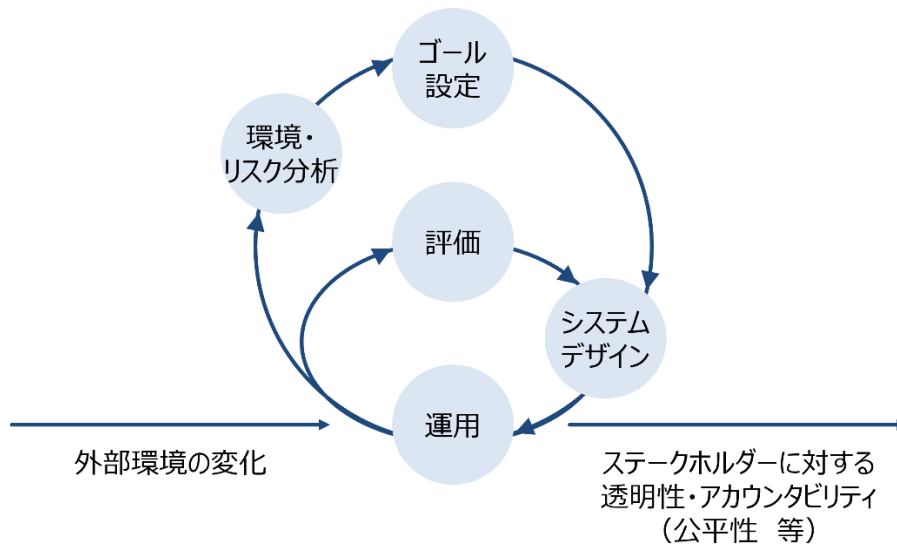 ゴール
設定
環境・
リスク分析
評価
システム
デザイン
運用
外部環境の変化
ステークホルダーに対する
透明性・アカウンタビリティ
（公平性　等）